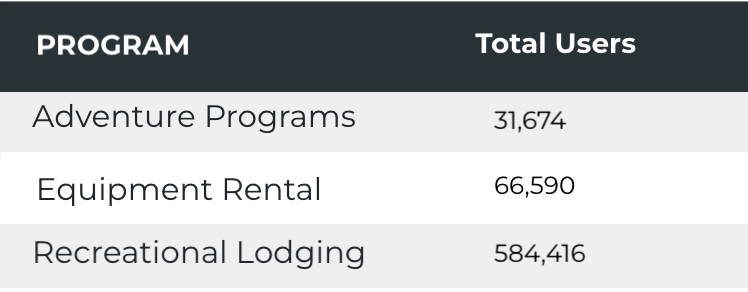 PROGRAM Total Users
Adventure Programs 31,674
Equipment Rental 66,590
Recreational Lodging 584,416